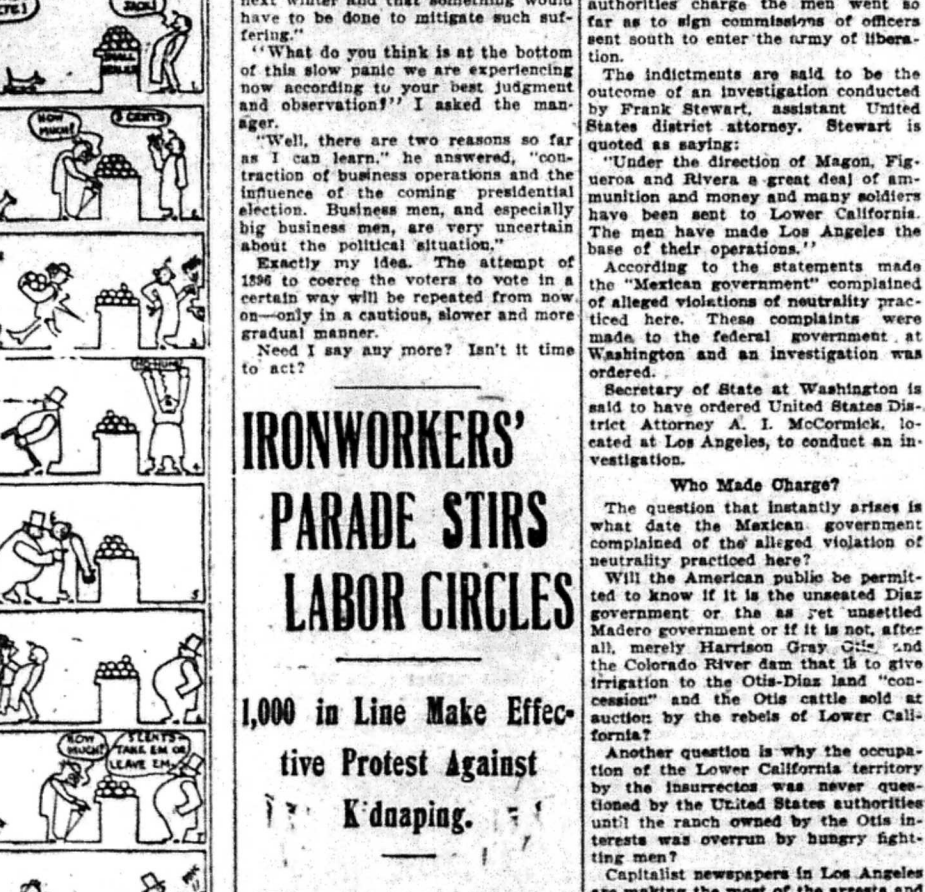 JACK!
SMALL
HOW
MUCH?
3 CENTS
HO-HUM!
5
HOW
MUCH?
5 CENTS-
TAKE EM OR
LEAVE EM-
next winter and that something would
have to be done to mitigate such suf-
fering."
"What do you think is at the bottom
of this slow panic we are experiencing
now according to your best judgment
and observation?" I asked the man-
ager.
"Well, there are two reasons so far
as I can learn," he answered, "con-
traction of business operations and the
influence of the coming presidential
election. Business men, and especially
big business men, are very uncertain
about the political situation."
Exactly my idea. The attempt of
1896 to coerce the voters to vote in a
certain way will be repeated from now
on—only in a cautious, slower and more
gradual manner.
Need I say any more? Isn't it time
to act?
IRONWORKERS'
PARADE STIRS
LABOR CIRCLES
1,000 in Line Make Effec-
tive Protest Against
K'dnaping.
authorities charge the men went so
far as to sign commissions of officers
sent south to enter the army of libera-
tion.
The indictments are said to be the
outcome of an investigation conducted
by Frank Stewart, assistant United
States district attorney. Stewart is
quoted as saying:
"Under the direction of Magon, Fig-
ueroa and Rivera a great deal of am-
munition and money and many soldiers
have been sent to Lower California.
The men have made Los Angeles the
base of their operations."
According to the statements made
the "Mexican government" complained
of alleged violations of neutrality prac-
ticed here. These complaints were
made to the federal government at
Washington and an investigation was
ordered.
Secretary of State at Washington is
said to have ordered United States Dis-
trict Attorney A. I. McCormick, lo-
cated at Los Angeles, to conduct an in-
vestigation.
Who Made Charge?
The question that instantly arises is
what date the Mexican government
complained of the alleged violation of
neutrality practiced here?
Will the American public be permit-
ted to know if it is the unseated Diaz
government or the as yet unsettled
Madero government or if it is not, after
all, merely Harrison Gray Otis and
the Colorado River dam that is to give
irrigation to the Otis-Diaz land "con-
cession" and the Otis cattle sold at
auction by the rebels of Lower Cali-
fornia?
Another question is why the occupa-
tion of the Lower California territory
by the insurrectos was never ques-
tioned by the United States authorities
until the ranch owned by the Otis in-
terests was overrun by hungry fight-
ting men?
Capitalist newspapers in Los Angeles
are making the most of the arrests and